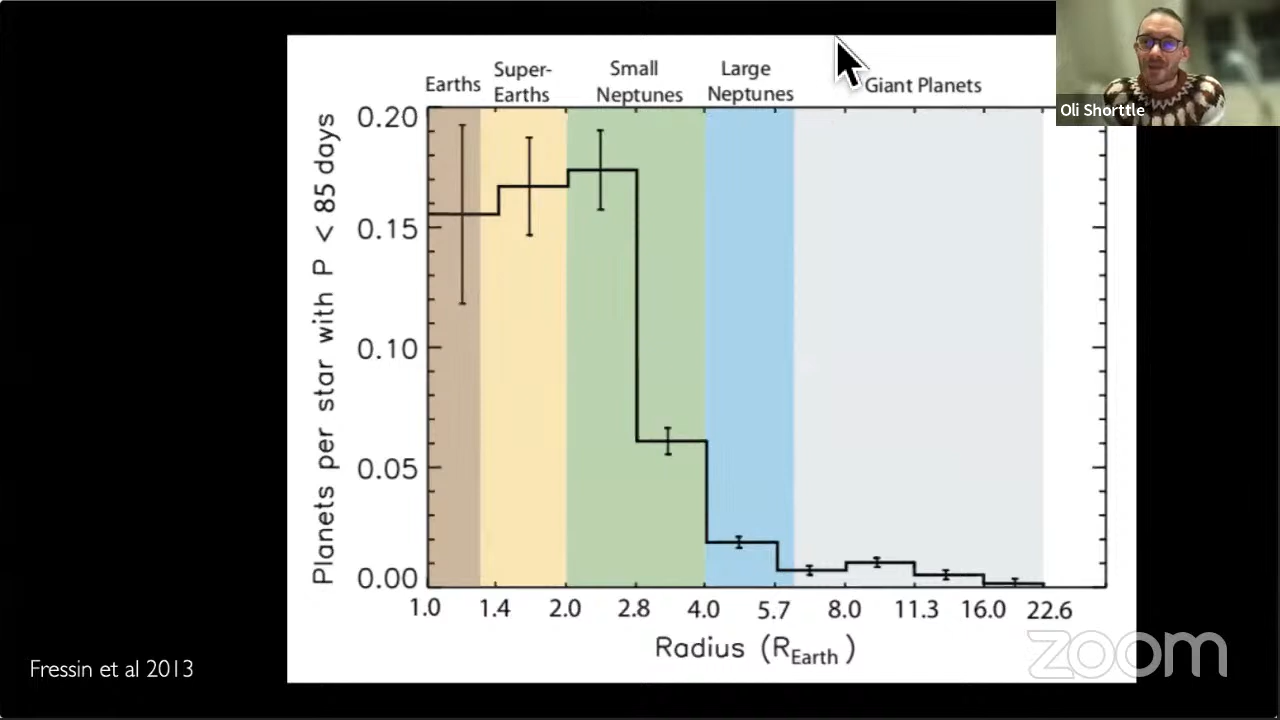 Earths
Super-
Earths
Small
Neptunes
Large
Neptunes
Giant Planets
Oli Shorttle
Planets per star with P < 85 days
0.20
0.15
0.10
0.05
0.00
1.0 1.4 2.0 2.8 4.0 5.7 8.0 11.3 16.0 22.6
Radius (REarth)
Fressin et al 2013
zoom